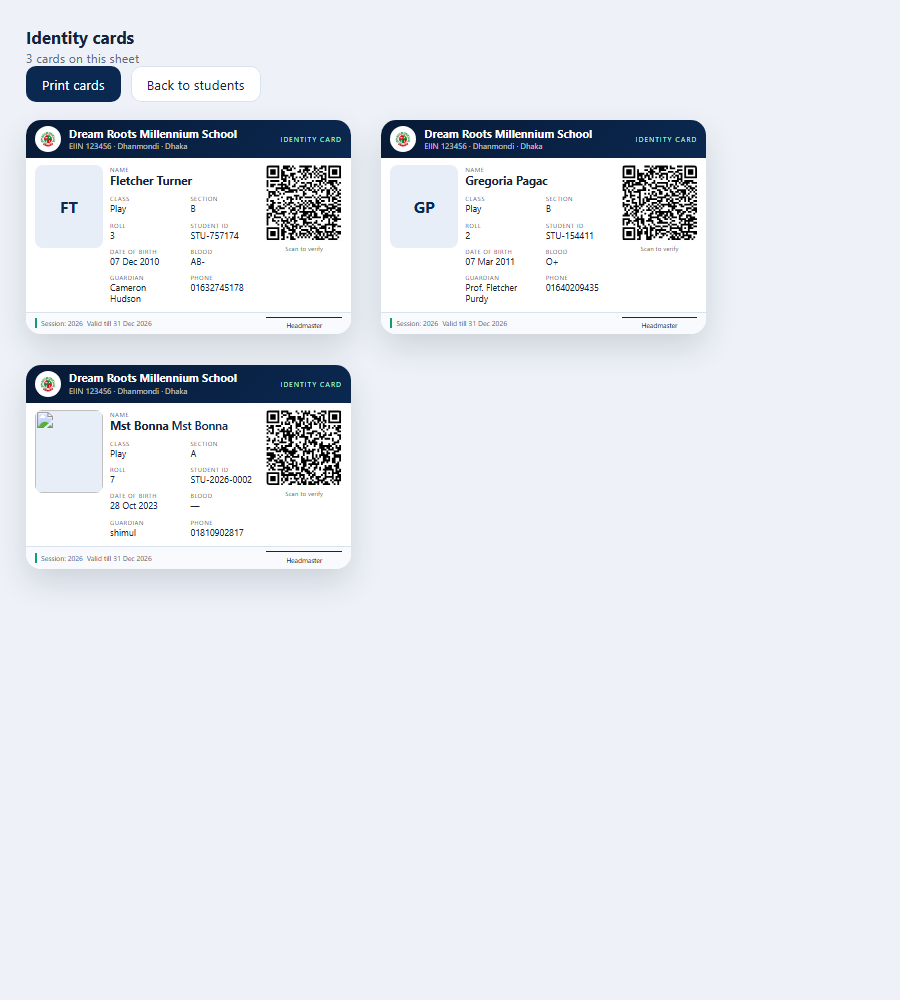 Identity cards
3 cards on this sheet
Print cards
Back to students
Dream Roots Millennium School
EIIN 123456 · Dhanmondi · Dhaka
IDENTITY CARD
FT
NAME
Fletcher Turner
CLASS SECTION
Play B
ROLL STUDENT ID
3 STU-757174
DATE OF BIRTH BLOOD
07 Dec 2010 AB-
GUARDIAN PHONE
Cameron Hudson 01632745178
Scan to verify
Session: 2026 Valid till 31 Dec 2026
Headmaster
Dream Roots Millennium School
EIIN 123456 · Dhanmondi · Dhaka
IDENTITY CARD
GP
NAME
Gregoria Pagac
CLASS SECTION
Play B
ROLL STUDENT ID
2 STU-154411
DATE OF BIRTH BLOOD
07 Mar 2011 O+
GUARDIAN PHONE
Prof. Fletcher Purdy 01640209435
Scan to verify
Session: 2026 Valid till 31 Dec 2026
Headmaster
Dream Roots Millennium School
EIIN 123456 · Dhanmondi · Dhaka
IDENTITY CARD
NAME
Mst Bonna Mst Bonna
CLASS SECTION
Play A
ROLL STUDENT ID
7 STU-2026-0002
DATE OF BIRTH BLOOD
28 Oct 2023 —
GUARDIAN PHONE
shimul 01810902817
Scan to verify
Session: 2026 Valid till 31 Dec 2026
Headmaster